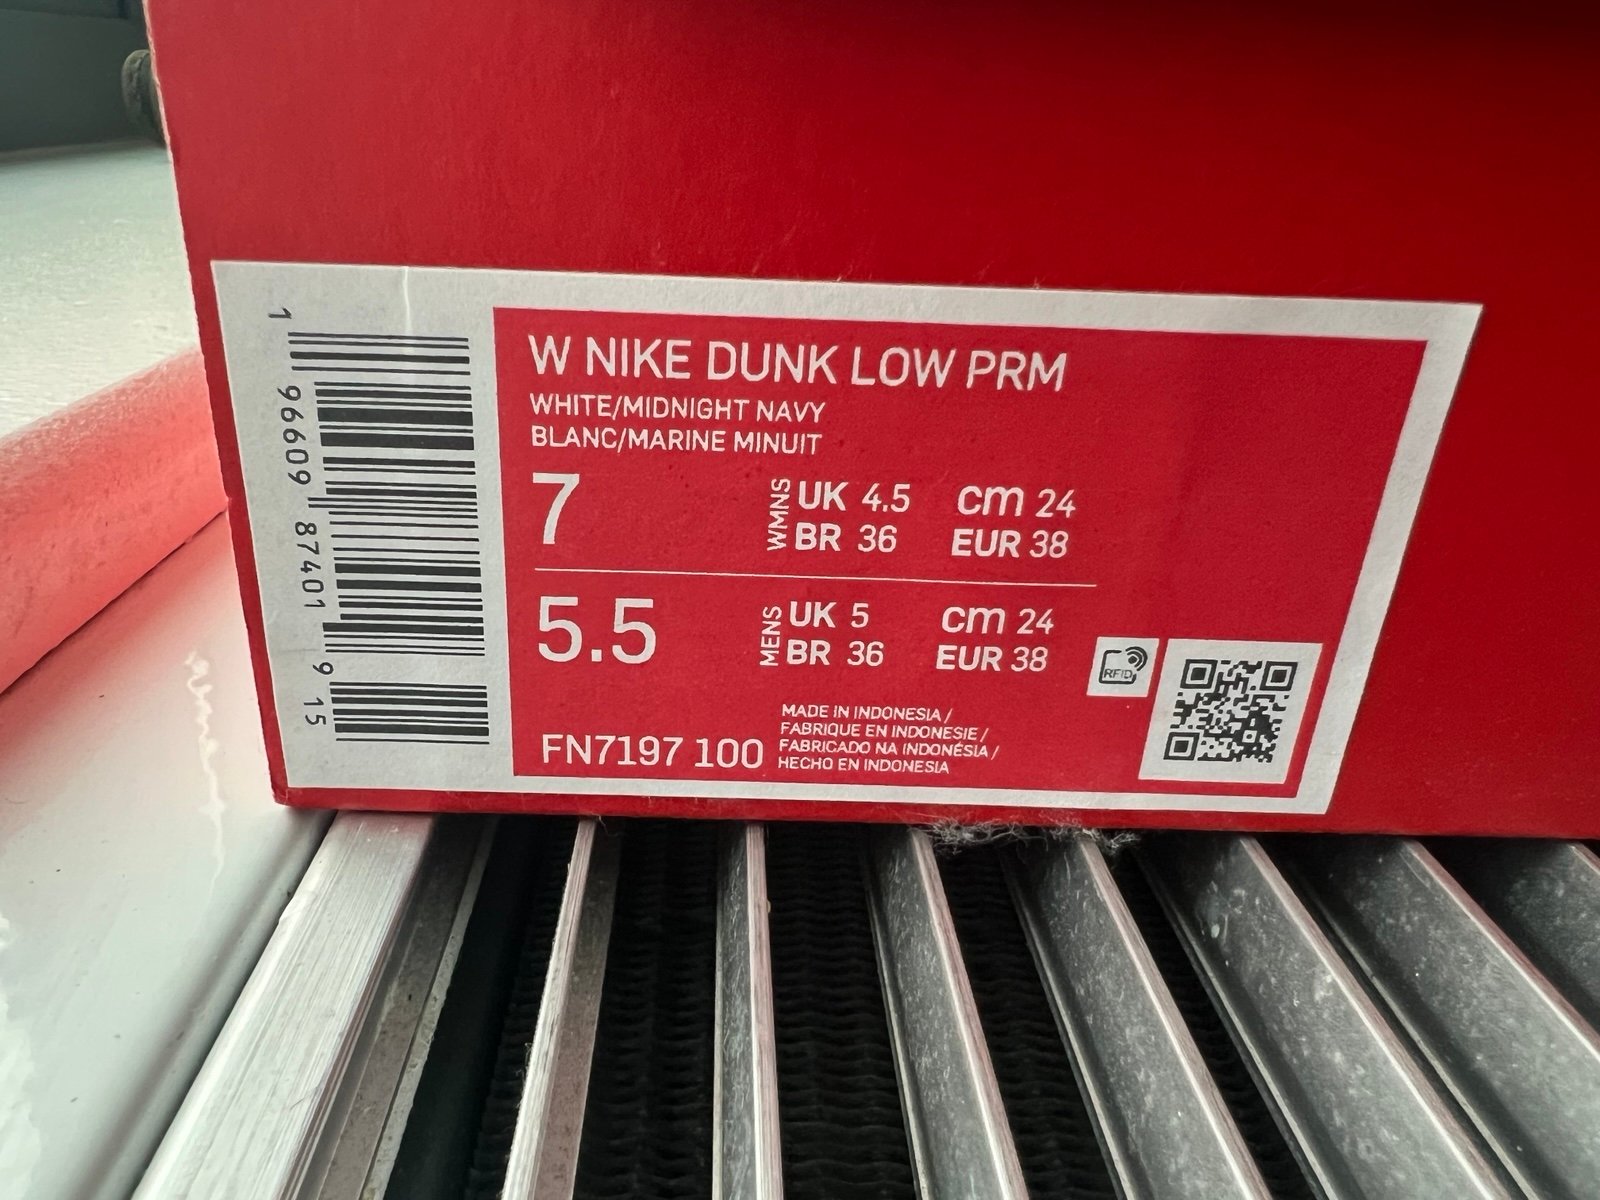 1 96609 87401 9 15
W NIKE DUNK LOW PRM
WHITE/MIDNIGHT NAVY
BLANC/MARINE MINUIT
7 WMNS UK 4.5 cm 24
BR 36 EUR 38
5.5 MENS UK 5 cm 24
BR 36 EUR 38
RFID
MADE IN INDONESIA /
FABRIQUE EN INDONESIE /
FABRICADO NA INDONÉSIA /
HECHO EN INDONESIA
FN7197 100